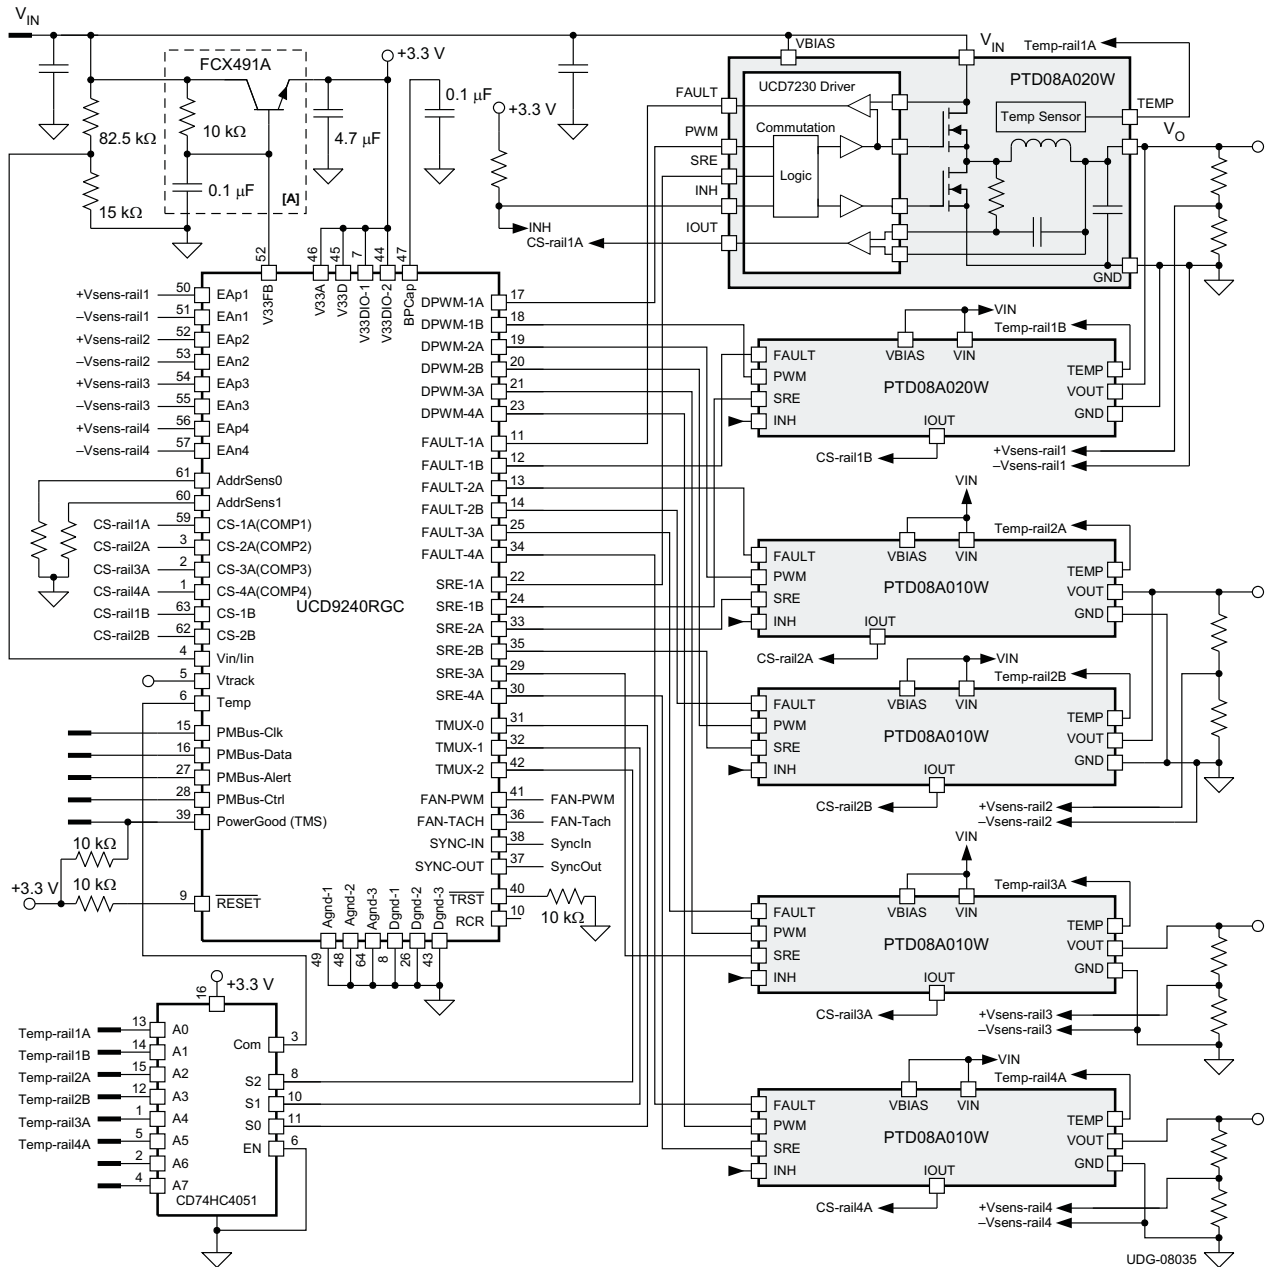 VIN
FCX491A
+3.3 V
82.5 kΩ
10 kΩ
0.1 μF
4.7 μF
[A]
15 kΩ
0.1 μF
+3.3 V
INH
CS-rail1A
VBIAS
VIN
Temp-rail1A
UCD7230 Driver
PTD08A020W
FAULT
PWM
SRE
INH
IOUT
Commutation
Logic
Temp Sensor
TEMP
VO
GND
52
46
45
7
44
47
V33FB
V33A
V33D
V33DIO-1
V33DIO-2
BPCap
+Vsens-rail1 50 EAp1
–Vsens-rail1 51 EAn1
+Vsens-rail2 52 EAp2
–Vsens-rail2 53 EAn2
+Vsens-rail3 54 EAp3
–Vsens-rail3 55 EAn3
+Vsens-rail4 56 EAp4
–Vsens-rail4 57 EAn4
61 AddrSens0
60 AddrSens1
CS-rail1A 59 CS-1A(COMP1)
CS-rail2A 3 CS-2A(COMP2)
CS-rail3A 2 CS-3A(COMP3)
CS-rail4A 1 CS-4A(COMP4)
CS-rail1B 63 CS-1B
CS-rail2B 62 CS-2B
4 Vin/Iin
5 Vtrack
6 Temp
15 PMBus-Clk
16 PMBus-Data
27 PMBus-Alert
28 PMBus-Ctrl
39 PowerGood (TMS)
10 kΩ
+3.3 V
10 kΩ
9 RESET
UCD9240RGC
DPWM-1A 17
DPWM-1B 18
DPWM-2A 19
DPWM-2B 20
DPWM-3A 21
DPWM-4A 23
FAULT-1A 11
FAULT-1B 12
FAULT-2A 13
FAULT-2B 14
FAULT-3A 25
FAULT-4A 34
SRE-1A 22
SRE-1B 24
SRE-2A 33
SRE-2B 35
SRE-3A 29
SRE-4A 30
TMUX-0 31
TMUX-1 32
TMUX-2 42
FAN-PWM 41 FAN-PWM
FAN-TACH 36 FAN-Tach
SYNC-IN 38 SyncIn
SYNC-OUT 37 SyncOut
TRST 40
10 kΩ
RCR 10
Agnd-1
Agnd-2
Agnd-3
Dgnd-1
Dgnd-2
Dgnd-3
49
48
64
8
26
43
+3.3 V
16
Temp-rail1A 13 A0
Temp-rail1B 14 A1
Temp-rail2A 15 A2
Temp-rail2B 12 A3
Temp-rail3A 1 A4
Temp-rail4A 5 A5
2 A6
4 A7
Com 3
S2 8
S1 10
S0 11
EN 6
CD74HC4051
VIN
Temp-rail1B
VBIAS
VIN
FAULT
PWM
SRE
INH
PTD08A020W
TEMP
VOUT
GND
IOUT
CS-rail1B
+Vsens-rail1
–Vsens-rail1
VIN
Temp-rail2A
VBIAS
VIN
FAULT
PWM
SRE
INH
PTD08A010W
TEMP
VOUT
GND
IOUT
CS-rail2A
VIN
Temp-rail2B
VBIAS
VIN
FAULT
PWM
SRE
INH
PTD08A010W
TEMP
VOUT
GND
IOUT
CS-rail2B
+Vsens-rail2
–Vsens-rail2
VIN
Temp-rail3A
VBIAS
VIN
FAULT
PWM
SRE
INH
PTD08A010W
TEMP
VOUT
GND
IOUT
CS-rail3A
+Vsens-rail3
–Vsens-rail3
VIN
Temp-rail4A
VBIAS
VIN
FAULT
PWM
SRE
INH
PTD08A010W
TEMP
VOUT
GND
IOUT
CS-rail4A
+Vsens-rail4
–Vsens-rail4
UDG-08035